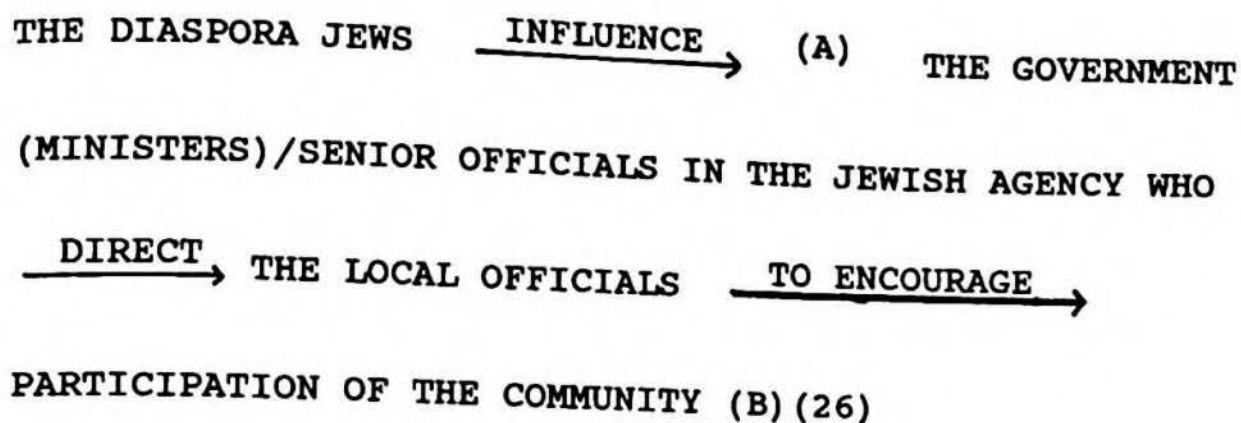 THE DIASPORA JEWS INFLUENCE (A) THE GOVERNMENT
(MINISTERS)/SENIOR OFFICIALS IN THE JEWISH AGENCY WHO
DIRECT THE LOCAL OFFICIALS TO ENCOURAGE
PARTICIPATION OF THE COMMUNITY (B)(26)